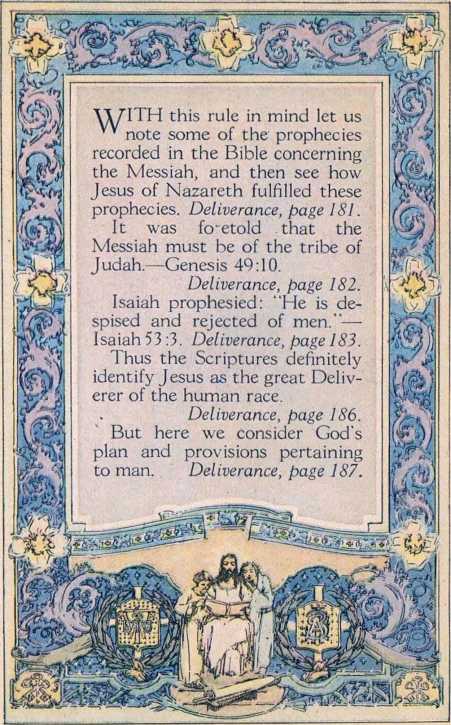 WITH this rule in mind let us
note some of the prophecies
recorded in the Bible concerning
the Messiah, and then see how
Jesus of Nazareth fulfilled these
prophecies. Deliverance, page 181.
It was fo-etold that the
Messiah must be of the tribe of
Judah.—Genesis 49:10.
Deliverance, page 182.
Isaiah prophesied: "He is de-
spised and rejected of men."—
Isaiah 53:3. Deliverance, page 183.
Thus the Scriptures definitely
identify Jesus as the great Deliv-
erer of the human race.
Deliverance, page 186.
But here we consider God's
plan and provisions pertaining
to man. Deliverance, page 187.